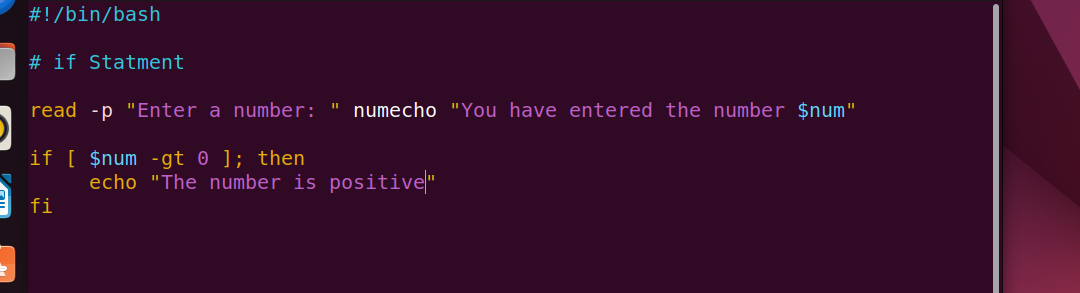 #!/bin/bash
# if Statment
read -p "Enter a number: " numecho "You have entered the number $num"
if [ $num -gt 0 ]; then
echo "The number is positive"
fi